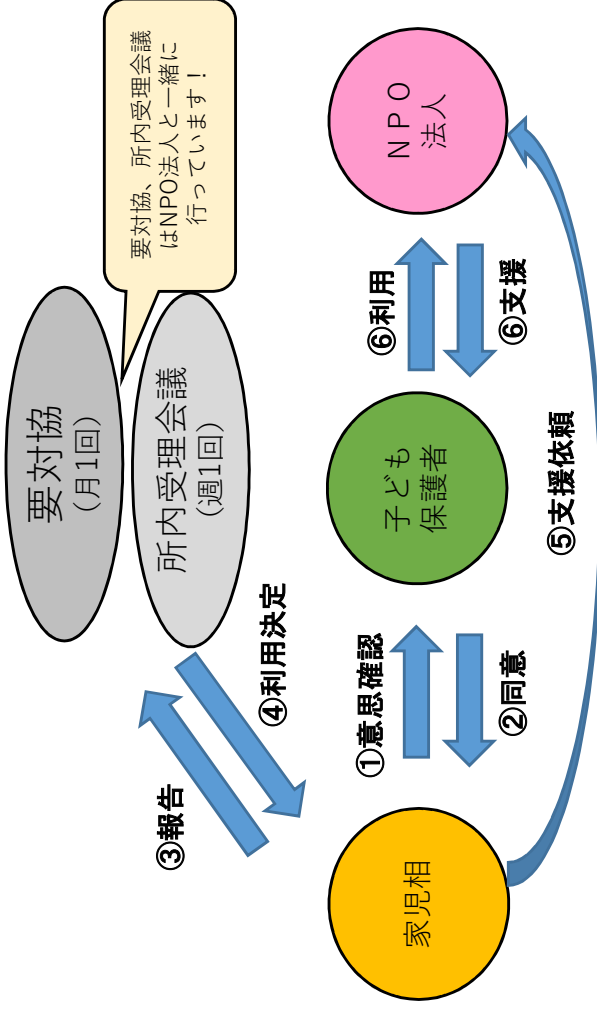 要対協
（月1回）
所内受理会議
（週1回）
要対協、所内受理会議
はNPO法人と一緒に
行っています！
③報告
④利用決定
家児相
①意思確認
②同意
子ども
保護者
⑥利用
⑥支援
ＮＰＯ
法人
⑤支援依頼